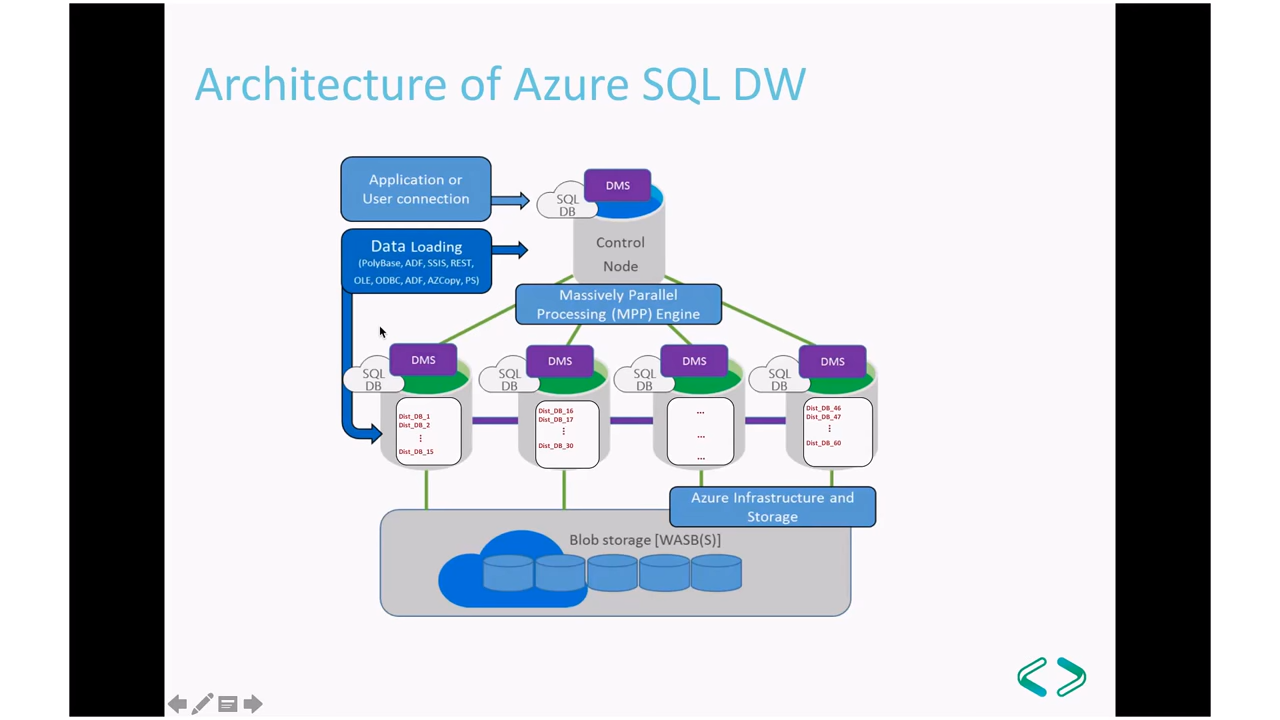 Architecture of Azure SQL DW
Application or
User connection
DMS
SQL
DB
Data Loading
(PolyBase, ADF, SSIS, REST,
OLE, ODBC, ADF, AZCopy, PS)
Control
Node
Massively Parallel
Processing (MPP) Engine
DMS
SQL
DB
Dist_DB_1
Dist_DB_2
⋮
Dist_DB_15
DMS
SQL
DB
Dist_DB_16
Dist_DB_17
⋮
Dist_DB_30
DMS
SQL
DB
...
...
...
DMS
SQL
DB
Dist_DB_46
Dist_DB_47
⋮
Dist_DB_60
Azure Infrastructure and
Storage
Blob storage [WASB(S)]